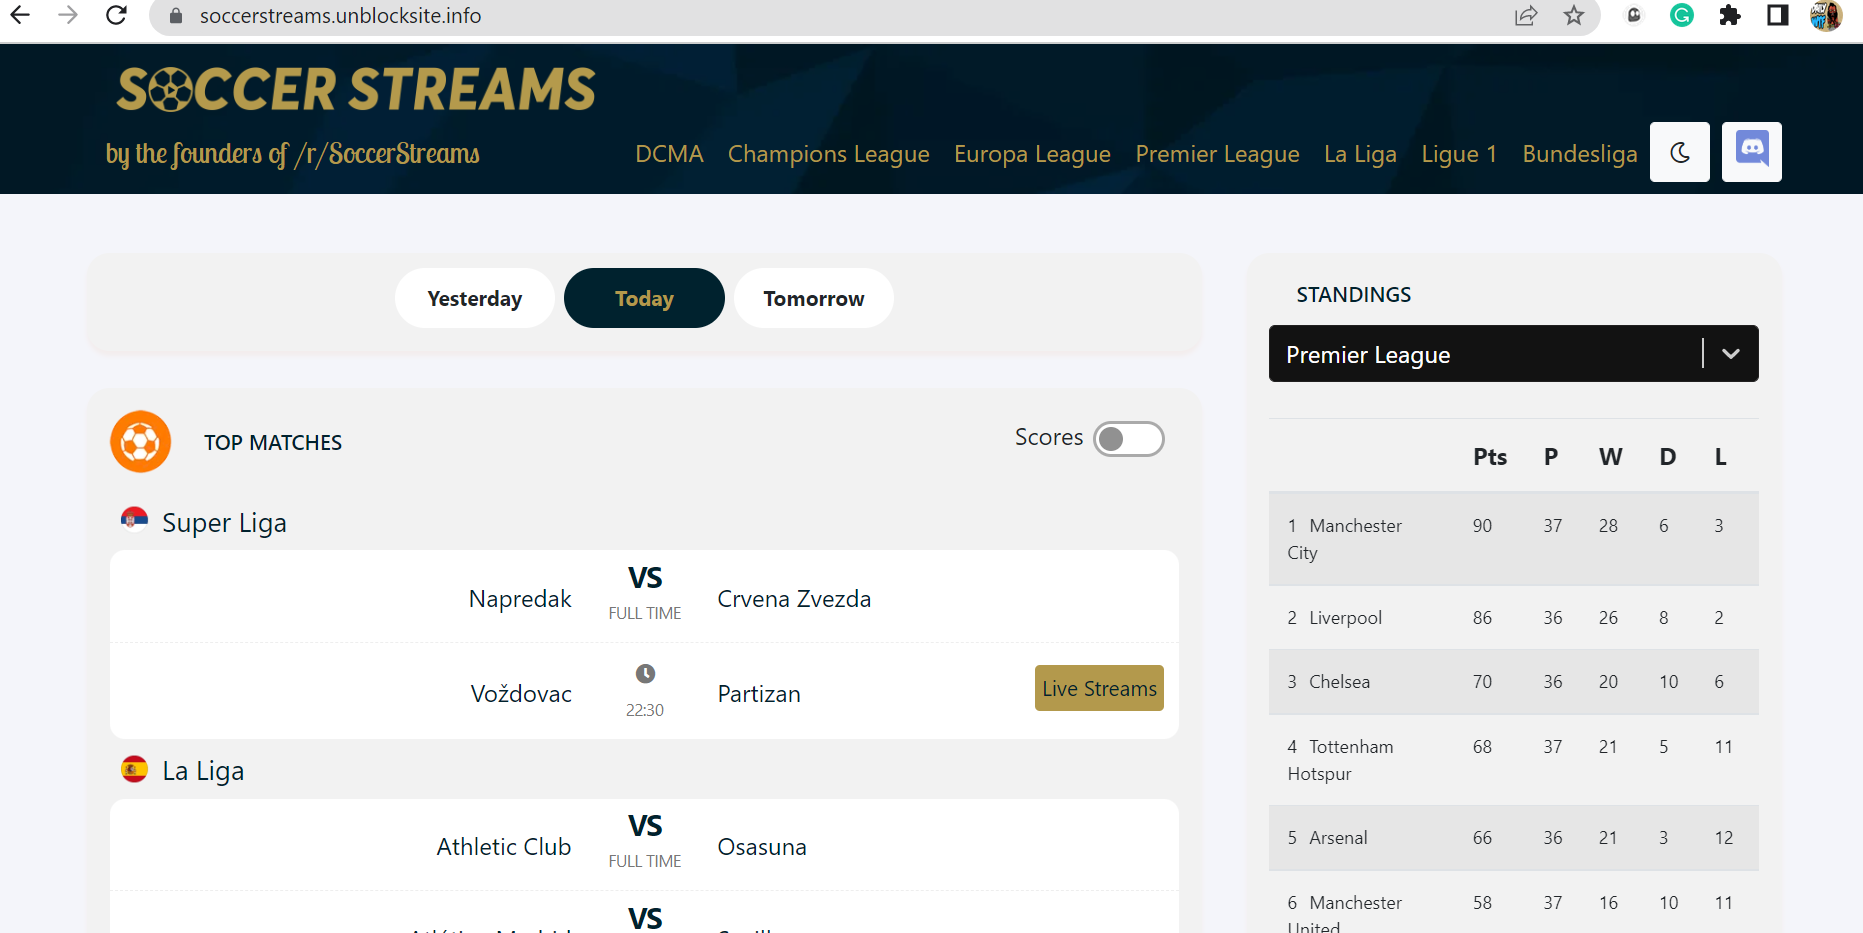 soccerstreams.unblocksite.info
SOCCER STREAMS
by the founders of /r/SoccerStreams
DCMA Champions League Europa League Premier League La Liga Ligue 1 Bundesliga
Yesterday Today Tomorrow
TOP MATCHES
Scores
Super Liga
Napredak VS Crvena Zvezda
FULL TIME
Voždovac Partizan Live Streams
22:30
La Liga
Athletic Club VS Osasuna
FULL TIME
VS
STANDINGS
Premier League
Pts P W D L
1 Manchester 90 37 28 6 3
City
2 Liverpool 86 36 26 8 2
3 Chelsea 70 36 20 10 6
4 Tottenham 68 37 21 5 11
Hotspur
5 Arsenal 66 36 21 3 12
6 Manchester 58 37 16 10 11
United